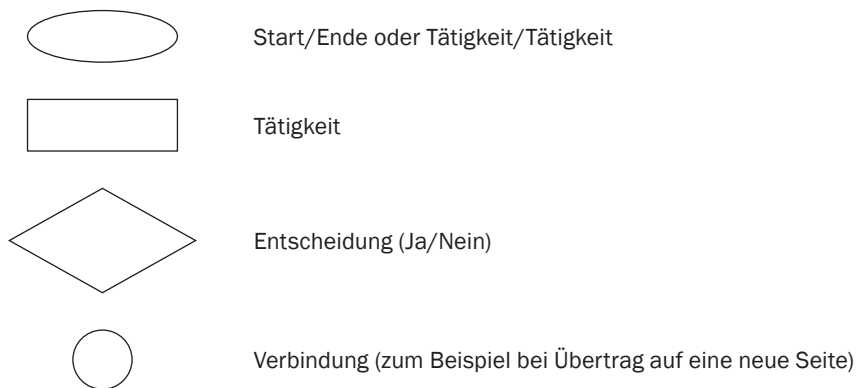 Start/Ende oder Tätigkeit/Tätigkeit
Tätigkeit
Entscheidung (Ja/Nein)
Verbindung (zum Beispiel bei Übertrag auf eine neue Seite)